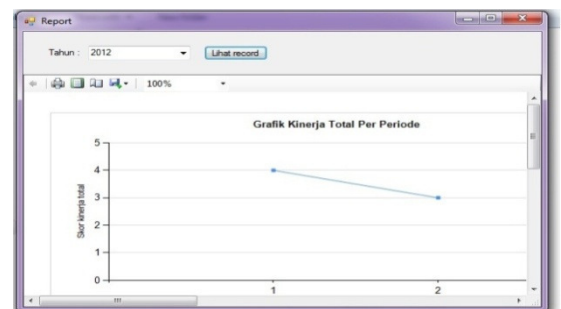 Report
Tahun : 2012 Lihat record
100%
Grafik Kinerja Total Per Periode
Skor kinerja total
5
4
3
2
1
0
1 2